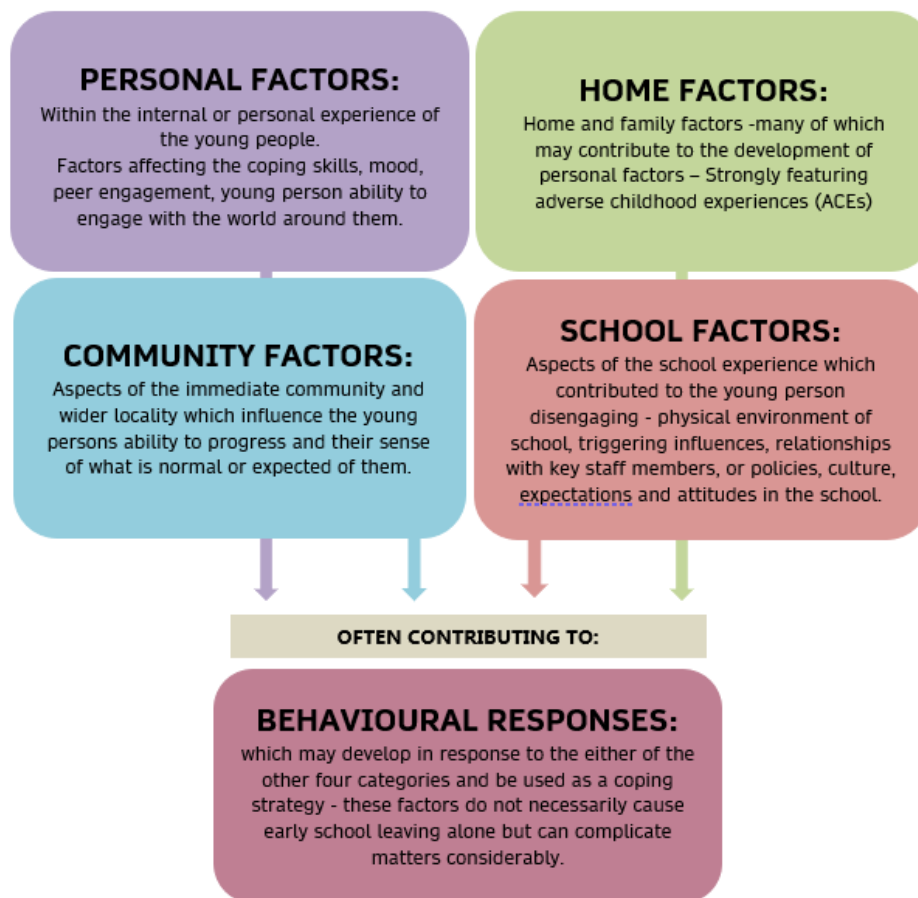 PERSONAL FACTORS:
Within the internal or personal experience of
the young people.
Factors affecting the coping skills, mood,
peer engagement, young person ability to
engage with the world around them.
HOME FACTORS:
Home and family factors -many of which
may contribute to the development of
personal factors – Strongly featuring
adverse childhood experiences (ACEs)
COMMUNITY FACTORS:
Aspects of the immediate community and
wider locality which influence the young
persons ability to progress and their sense
of what is normal or expected of them.
SCHOOL FACTORS:
Aspects of the school experience which
contributed to the young person
disengaging - physical environment of
school, triggering influences, relationships
with key staff members, or policies, culture,
expectations and attitudes in the school.
OFTEN CONTRIBUTING TO:
BEHAVIOURAL RESPONSES:
which may develop in response to the either of the
other four categories and be used as a coping
strategy - these factors do not necessarily cause
early school leaving alone but can complicate
matters considerably.